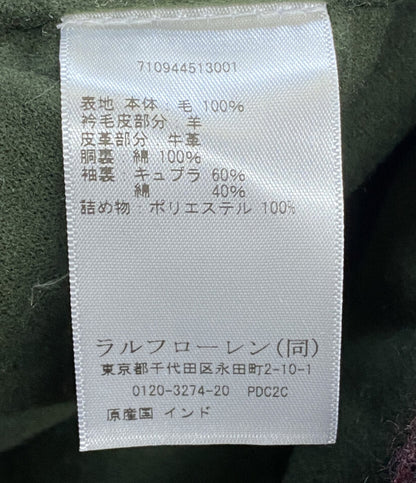 710944513001
表地 本体：毛 100%
衿毛皮部分：羊
皮革部分：牛革
胴裏：綿 100%
袖裏：キュプラ 60%
綿 40%
詰め物：ポリエステル 100%
ラルフローレン(同)
東京都千代田区永田町2-10-1
0120-3274-20 PDC2C
原産国 インド